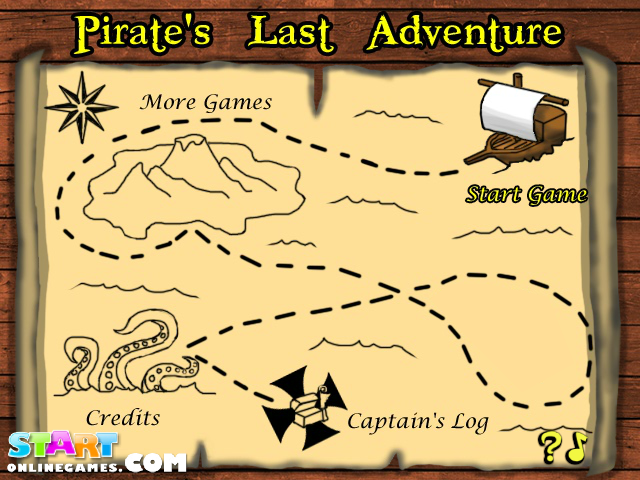 Pirate's Last Adventure
More Games
Start Game
Credits
Captain's Log
START
ONLINEGAMES.COM
?